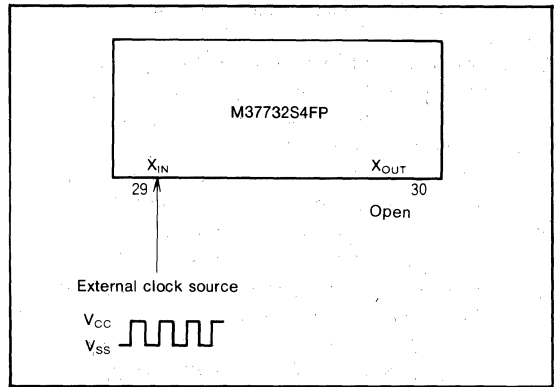 M37732S4FP
XIN XOUT
29 30
Open
External clock source
VCC
VSS